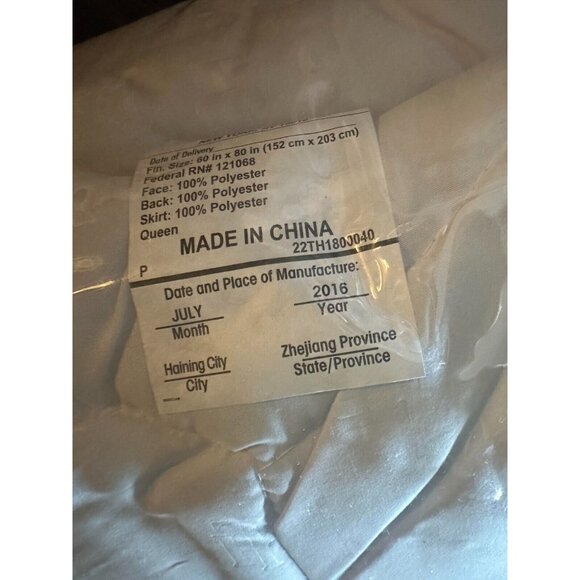 Date of Delivery
Fin. Size: 60 in x 80 in (152 cm x 203 cm)
Federal RN# 121068
Face: 100% Polyester
Back: 100% Polyester
Skirt: 100% Polyester
Queen
MADE IN CHINA
22TH1800040
P
Date and Place of Manufacture:
JULY 2016
Month Year
Haining City Zhejiang Province
City State/Province